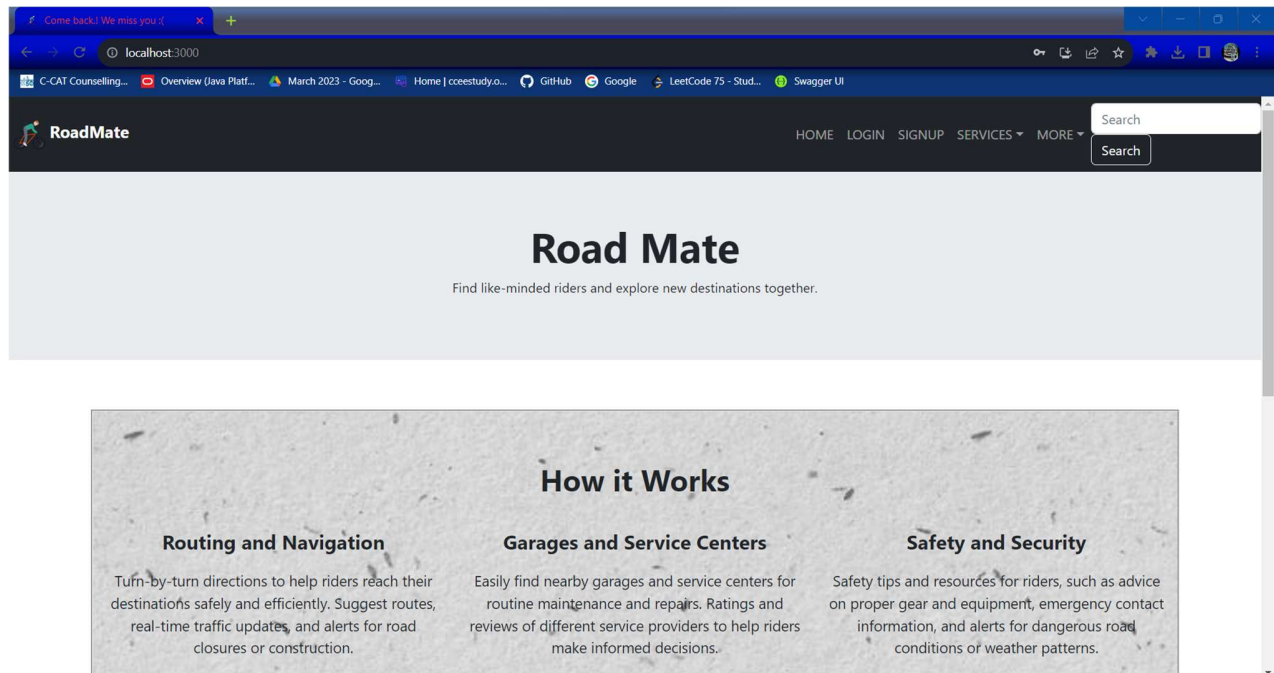 Come back.! We miss you :(
localhost:3000
C-CAT Counselling... Overview (Java Platf... March 2023 - Goog... Home | cceestudy.o... GitHub Google LeetCode 75 - Stud... Swagger UI
RoadMate HOME LOGIN SIGNUP SERVICES MORE Search
Search
Road Mate
Find like-minded riders and explore new destinations together.
How it Works
Routing and Navigation
Turn-by-turn directions to help riders reach their
destinations safely and efficiently. Suggest routes,
real-time traffic updates, and alerts for road
closures or construction.
Garages and Service Centers
Easily find nearby garages and service centers for
routine maintenance and repairs. Ratings and
reviews of different service providers to help riders
make informed decisions.
Safety and Security
Safety tips and resources for riders, such as advice
on proper gear and equipment, emergency contact
information, and alerts for dangerous road
conditions or weather patterns.